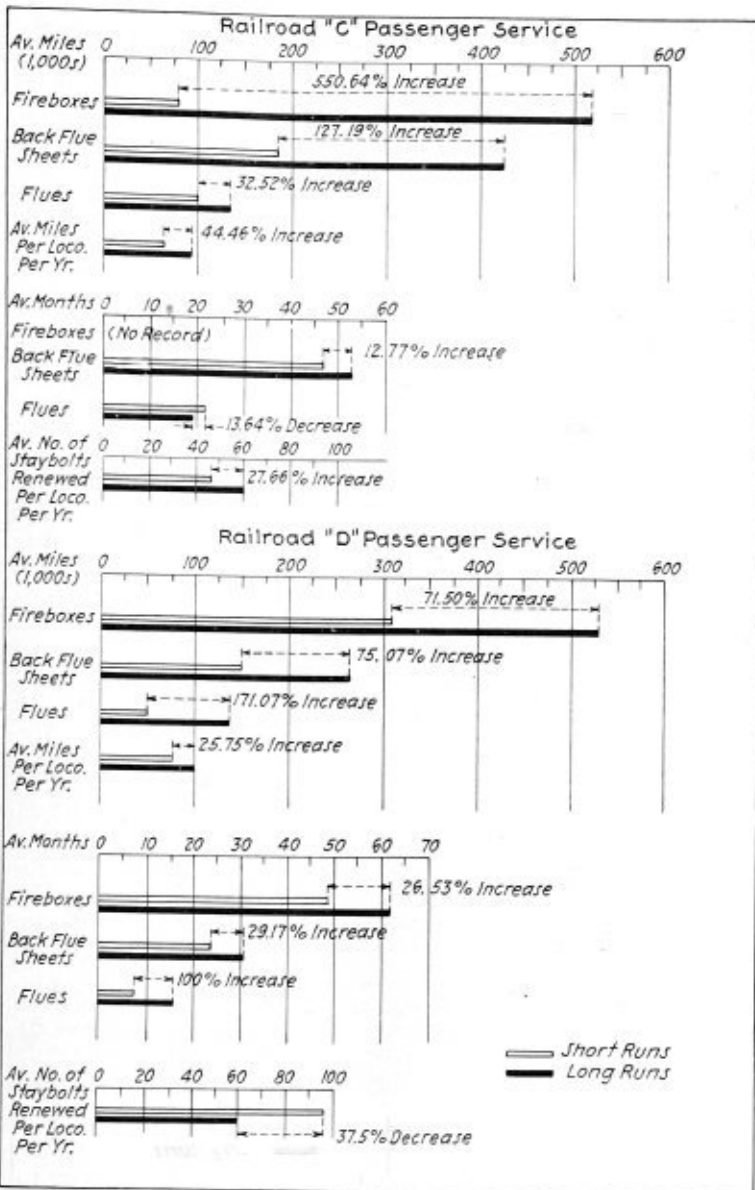 Railroad "C" Passenger Service
Av. Miles
(1,000s)
0 100 200 300 400 500 600
550.64% Increase
Fireboxes
127.19% Increase
Back Flue
Sheets
32.52% Increase
Flues
Av. Miles
Per Loco.
Per Yr.
44.46% Increase
Av. Months 0 10 20 30 40 50 60
Fireboxes (No Record)
Back Flue
Sheets
12.77% Increase
Flues
13.64% Decrease
Av. No. of
Staybolts
Renewed
Per Loco.
Per Yr.
0 20 40 60 80 100
27.66% Increase
Railroad "D" Passenger Service
Av. Miles
(1,000s)
0 100 200 300 400 500 600
71.50% Increase
Fireboxes
Back Flue
Sheets
75.07% Increase
Flues
171.07% Increase
Av. Miles
Per Loco.
Per Yr.
25.75% Increase
Av. Months 0 10 20 30 40 50 60 70
Fireboxes
26.53% Increase
Back Flue
Sheets
29.17% Increase
Flues
100% Increase
Short Runs
Long Runs
Av. No. of
Staybolts
Renewed
Per Loco.
Per Yr.
0 20 40 60 80 100
37.5% Decrease